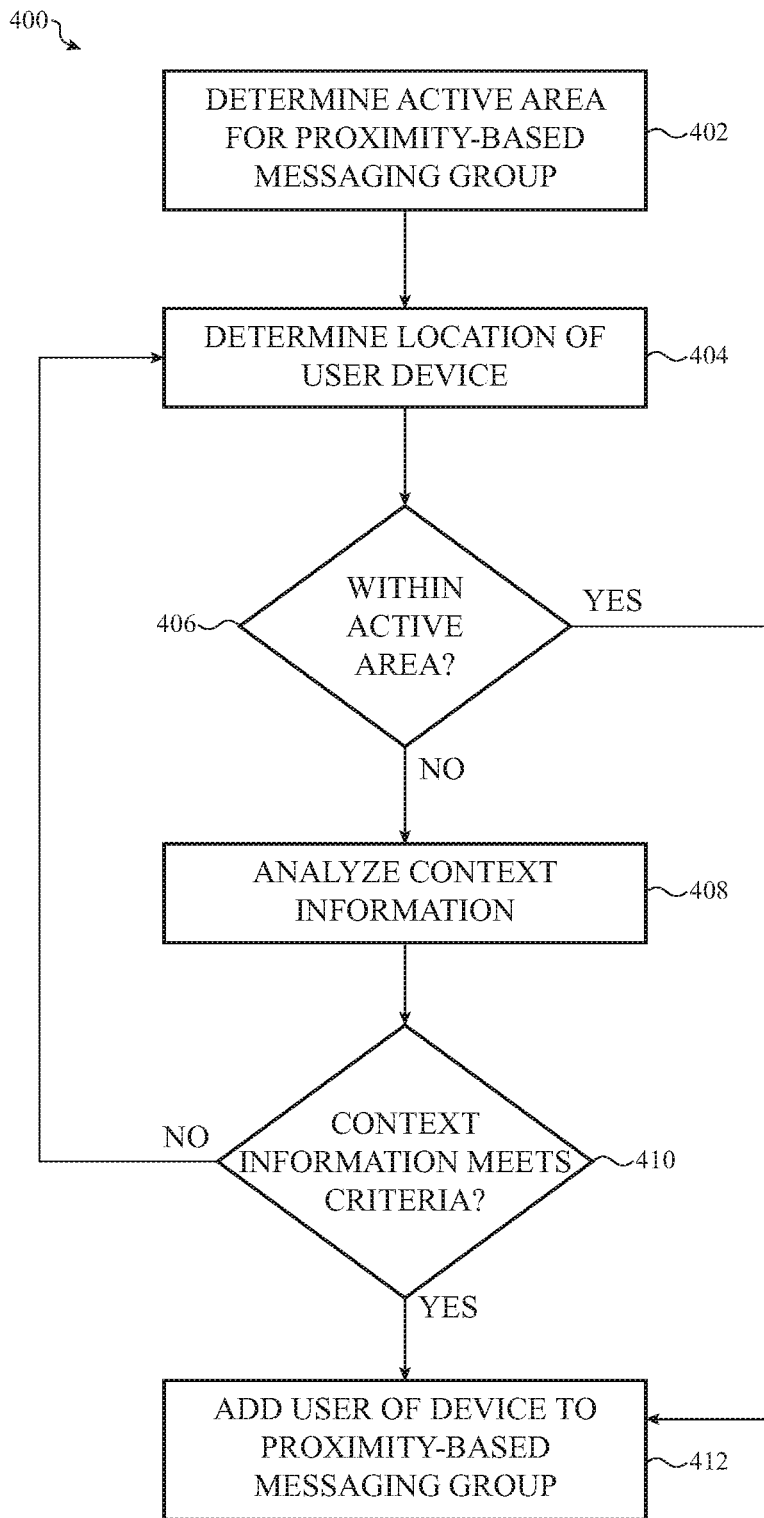 400
DETERMINE ACTIVE AREA
FOR PROXIMITY-BASED
MESSAGING GROUP
402
DETERMINE LOCATION OF
USER DEVICE
404
WITHIN
ACTIVE
AREA?
406
YES
NO
ANALYZE CONTEXT
INFORMATION
408
NO
CONTEXT
INFORMATION MEETS
CRITERIA?
410
YES
ADD USER OF DEVICE TO
PROXIMITY-BASED
MESSAGING GROUP
412